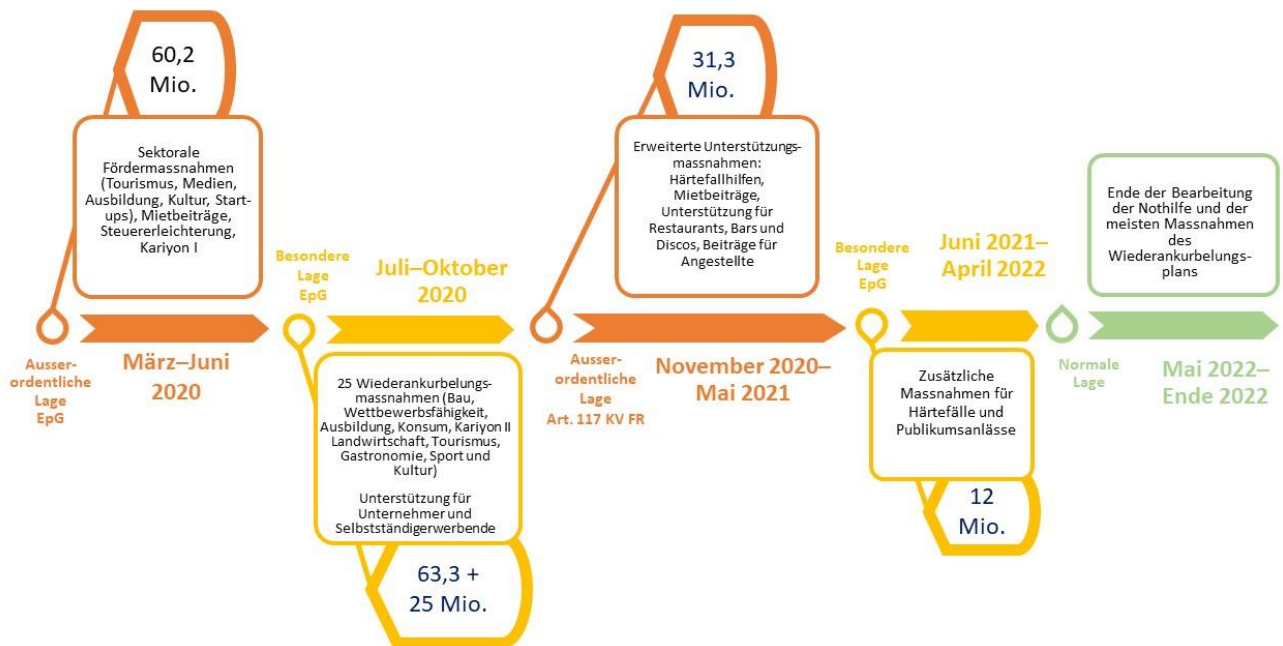 60,2
Mio.
Sektorale
Fördermassnahmen
(Tourismus, Medien,
Ausbildung, Kultur, Start-
ups), Mietbeiträge,
Steuererleichterung,
Kariyon I
Ausser-
ordentliche
Lage
EpG
März–Juni
2020
Besondere
Lage
EpG
Juli–Oktober
2020
25 Wiederankurbelungs-
massnahmen (Bau,
Wettbewerbsfähigkeit,
Ausbildung, Konsum, Kariyon II
Landwirtschaft, Tourismus,
Gastronomie, Sport und
Kultur)
Unterstützung für
Unternehmer und
Selbstständigerwerbende
63,3 +
25 Mio.
31,3
Mio.
Erweiterte Unterstützungs-
massnahmen:
Härtefallhilfen,
Mietbeiträge,
Unterstützung für
Restaurants, Bars und
Discos, Beiträge für
Angestellte
Ausser-
ordentliche
Lage
Art. 117 KV FR
November 2020–
Mai 2021
Besondere
Lage
EpG
Juni 2021–
April 2022
Zusätzliche
Massnahmen für
Härtefälle und
Publikumsanlässe
12
Mio.
Ende der Bearbeitung
der Nothilfe und der
meisten Massnahmen
des
Wiederankurbelungs-
plans
Normale
Lage
Mai 2022–
Ende 2022